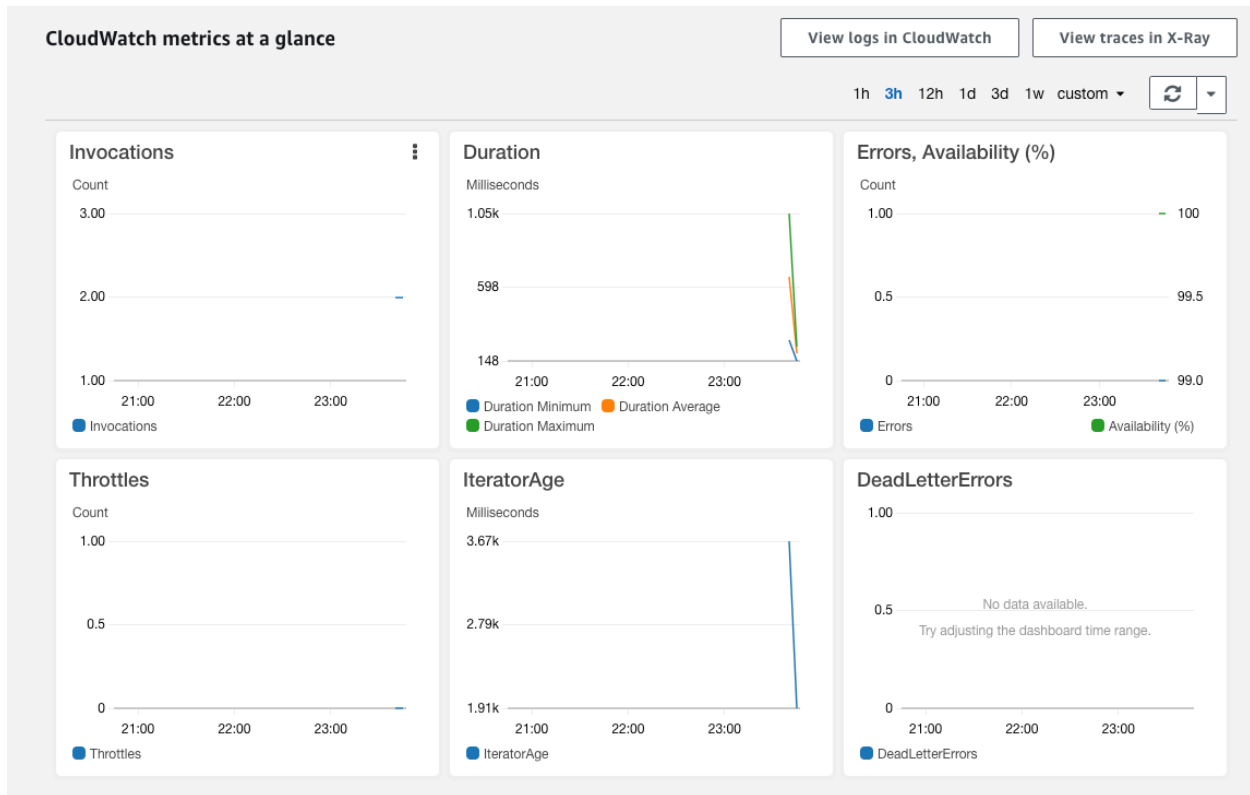 CloudWatch metrics at a glance
View logs in CloudWatch
View traces in X-Ray
1h 3h 12h 1d 3d 1w custom
Invocations
Count
3.00
2.00
1.00
21:00 22:00 23:00
Invocations
Duration
Milliseconds
1.05k
598
148
21:00 22:00 23:00
Duration Minimum Duration Average
Duration Maximum
Errors, Availability (%)
Count
1.00 100
0.5 99.5
0 99.0
21:00 22:00 23:00
Errors Availability (%)
Throttles
Count
1.00
0.5
0
21:00 22:00 23:00
Throttles
IteratorAge
Milliseconds
3.67k
2.79k
1.91k
21:00 22:00 23:00
IteratorAge
DeadLetterErrors
1.00
No data available.
0.5
Try adjusting the dashboard time range.
0
21:00 22:00 23:00
DeadLetterErrors